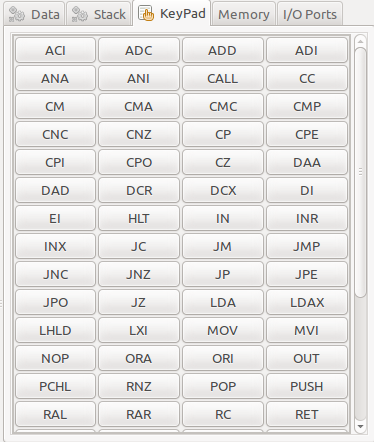 Data Stack KeyPad Memory I/O Ports
ACI ADC ADD ADI
ANA ANI CALL CC
CM CMA CMC CMP
CNC CNZ CP CPE
CPI CPO CZ DAA
DAD DCR DCX DI
EI HLT IN INR
INX JC JM JMP
JNC JNZ JP JPE
JPO JZ LDA LDAX
LHLD LXI MOV MVI
NOP ORA ORI OUT
PCHL RNZ POP PUSH
RAL RAR RC RET